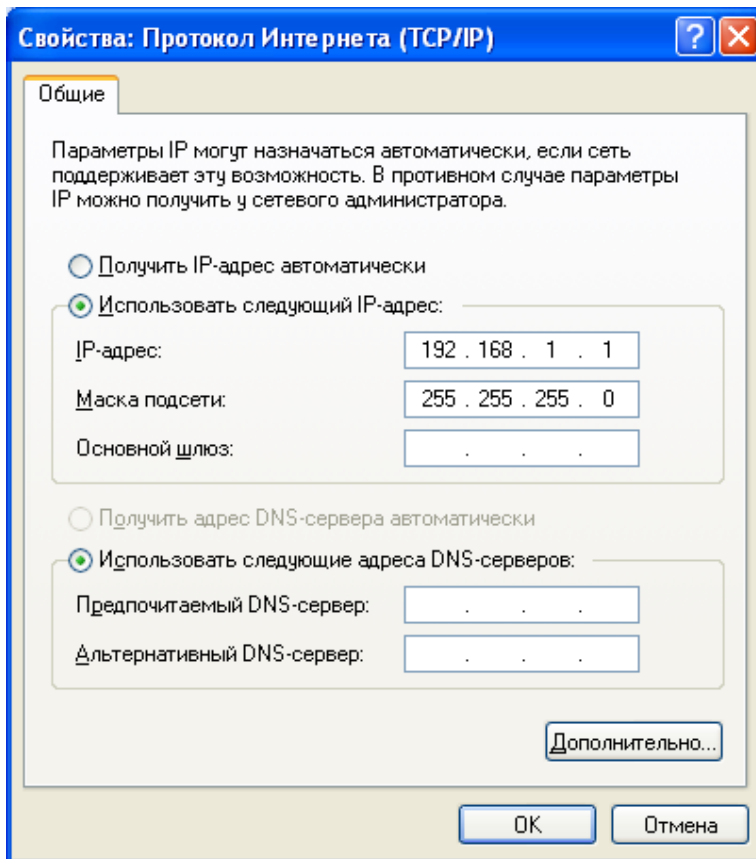 Свойства: Протокол Интернета (TCP/IP)
Общие
Параметры IP могут назначаться автоматически, если сеть
поддерживает эту возможность. В противном случае параметры
IP можно получить у сетевого администратора.
Получить IP-адрес автоматически
Использовать следующий IP-адрес:
IP-адрес: 192 . 168 . 1 . 1
Маска подсети: 255 . 255 . 255 . 0
Основной шлюз: . . .
Получить адрес DNS-сервера автоматически
Использовать следующие адреса DNS-серверов:
Предпочитаемый DNS-сервер: . . .
Альтернативный DNS-сервер: . . .
Дополнительно...
OK Отмена